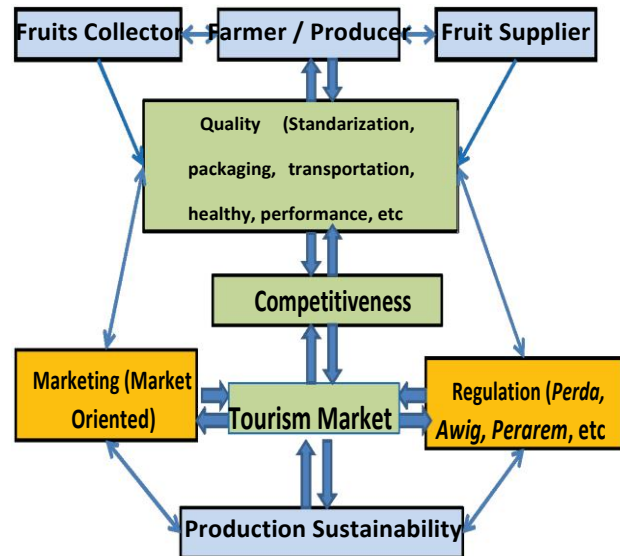 Fruits Collector
Farmer / Producer
Fruit Supplier
Quality (Standarization,
packaging, transportation,
healthy, performance, etc
Competitiveness
Marketing (Market
Oriented)
Tourism Market
Regulation (Perda,
Awig, Perarem, etc
Production Sustainability